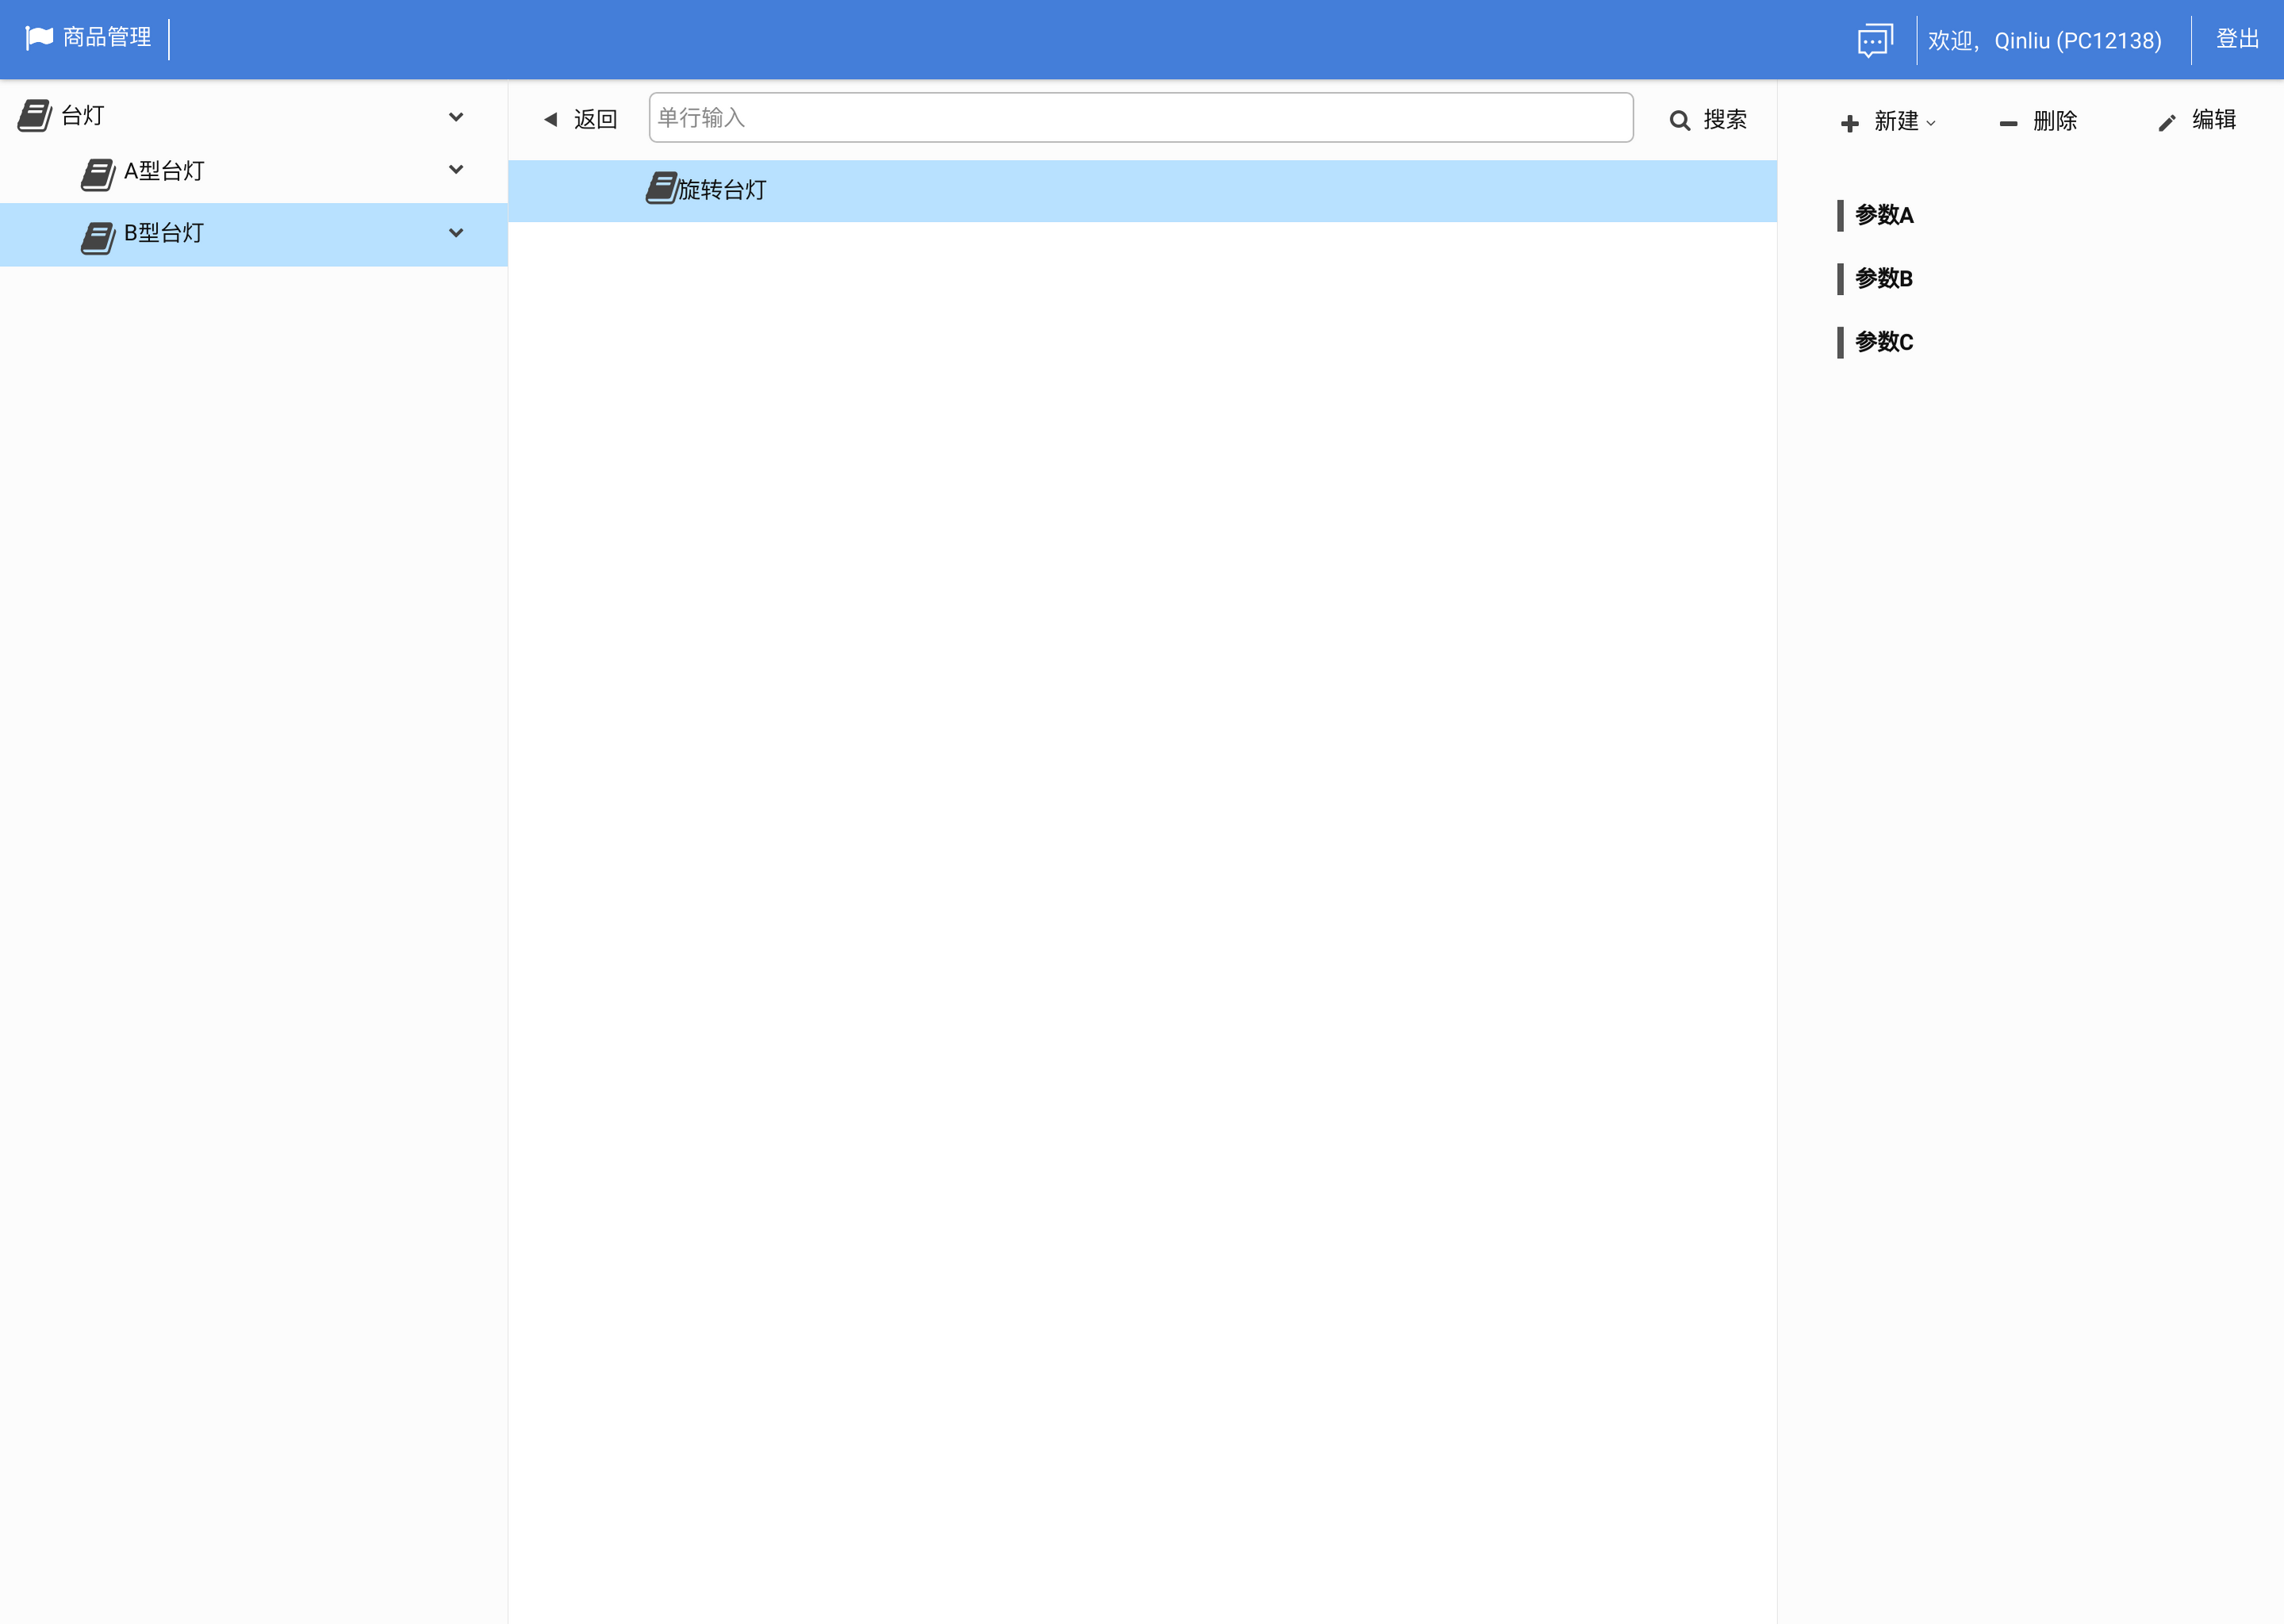 商品管理
欢迎，Qinliu (PC12138)
登出
台灯
A型台灯
B型台灯
返回
单行输入
搜索
旋转台灯
新建
删除
编辑
参数A
参数B
参数C